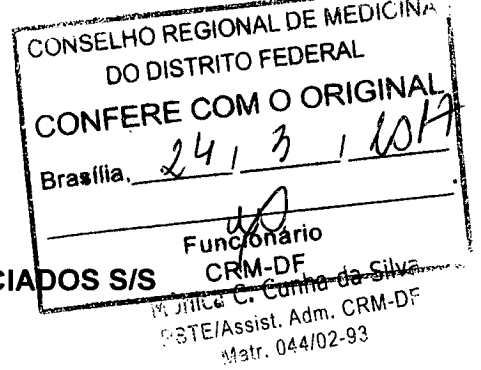 CONSELHO REGIONAL DE MEDICINA
DO DISTRITO FEDERAL
CONFERE COM O ORIGINAL
Brasília, 24 / 3 / 2017
Funcionário
CIADOS S/S CRM-DF
C. Cunha da Silva
/Assist. Adm. CRM-DF
Matr. 044/02-93